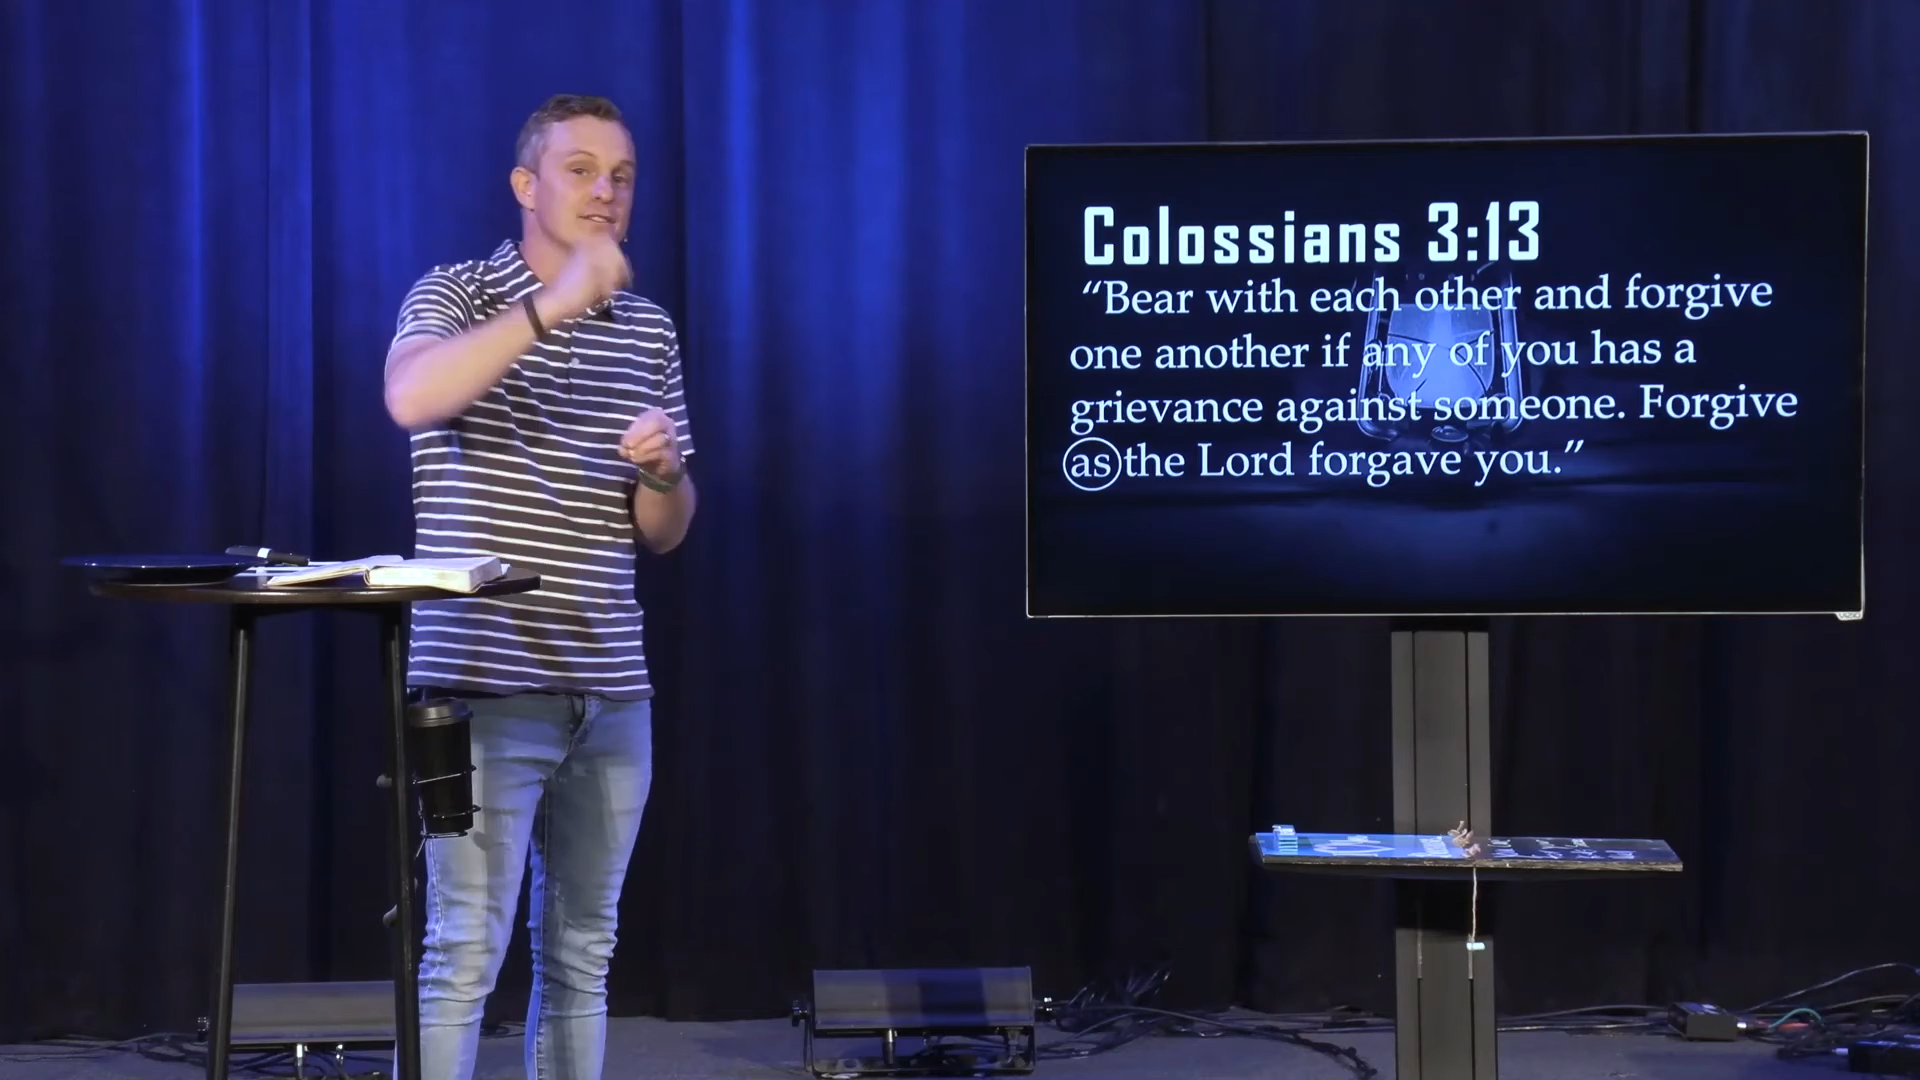 Colossians 3:13
“Bear with each other and forgive
one another if any of you has a
grievance against someone. Forgive
as the Lord forgave you.”
VIZIO